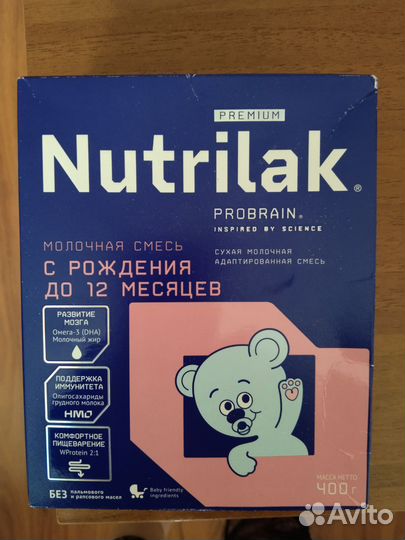 PREMIUM
Nutrilak®
PROBRAIN®
INSPIRED BY SCIENCE
МОЛОЧНАЯ СМЕСЬ
С РОЖДЕНИЯ
ДО 12 МЕСЯЦЕВ
СУХАЯ МОЛОЧНАЯ
АДАПТИРОВАННАЯ СМЕСЬ
РАЗВИТИЕ
МОЗГА
Омега-3 (DHA)
Молочный жир
ПОДДЕРЖКА
ИММУНИТЕТА
Олигосахариды
грудного молока
HMO
КОМФОРТНОЕ
ПИЩЕВАРЕНИЕ
WProtein 2:1
БЕЗ пальмового
и рапсового масел
Baby friendly
ingredients
МАССА НЕТТО
400 г
Avito